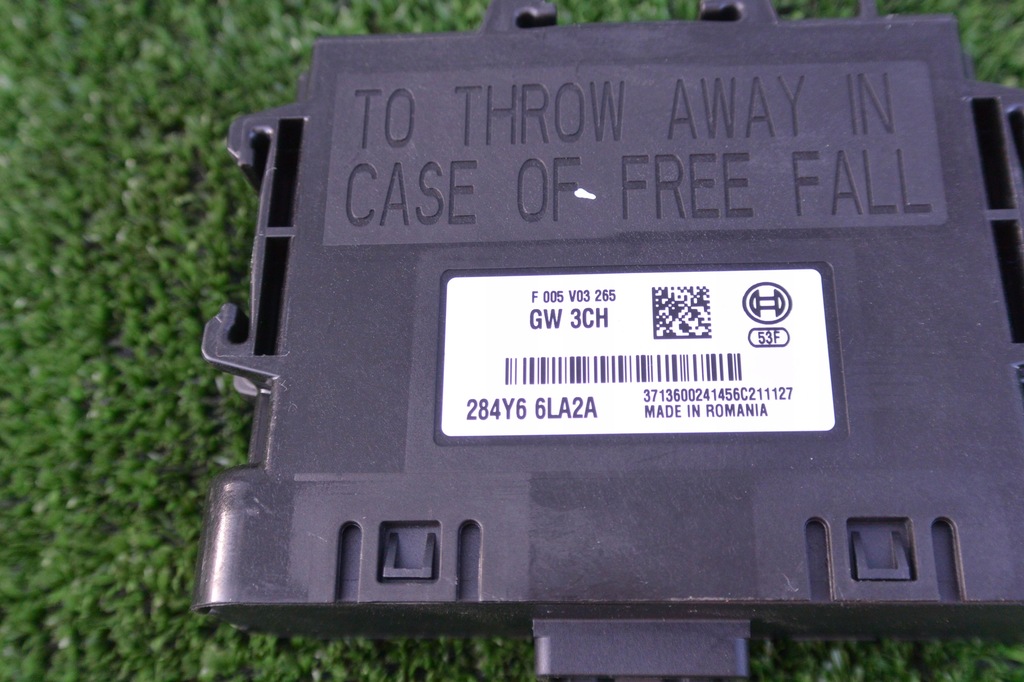 TO THROW AWAY IN
CASE OF FREE FALL
F 005 V03 265
GW 3CH
53F
284Y6 6LA2A
3713600241456C211127
MADE IN ROMANIA